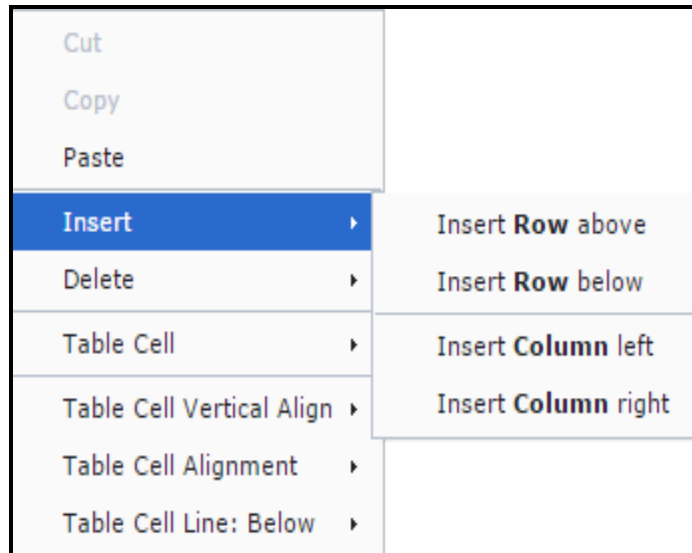 Cut
Copy
Paste
Insert
Delete
Table Cell
Table Cell Vertical Align
Table Cell Alignment
Table Cell Line: Below
Insert Row above
Insert Row below
Insert Column left
Insert Column right